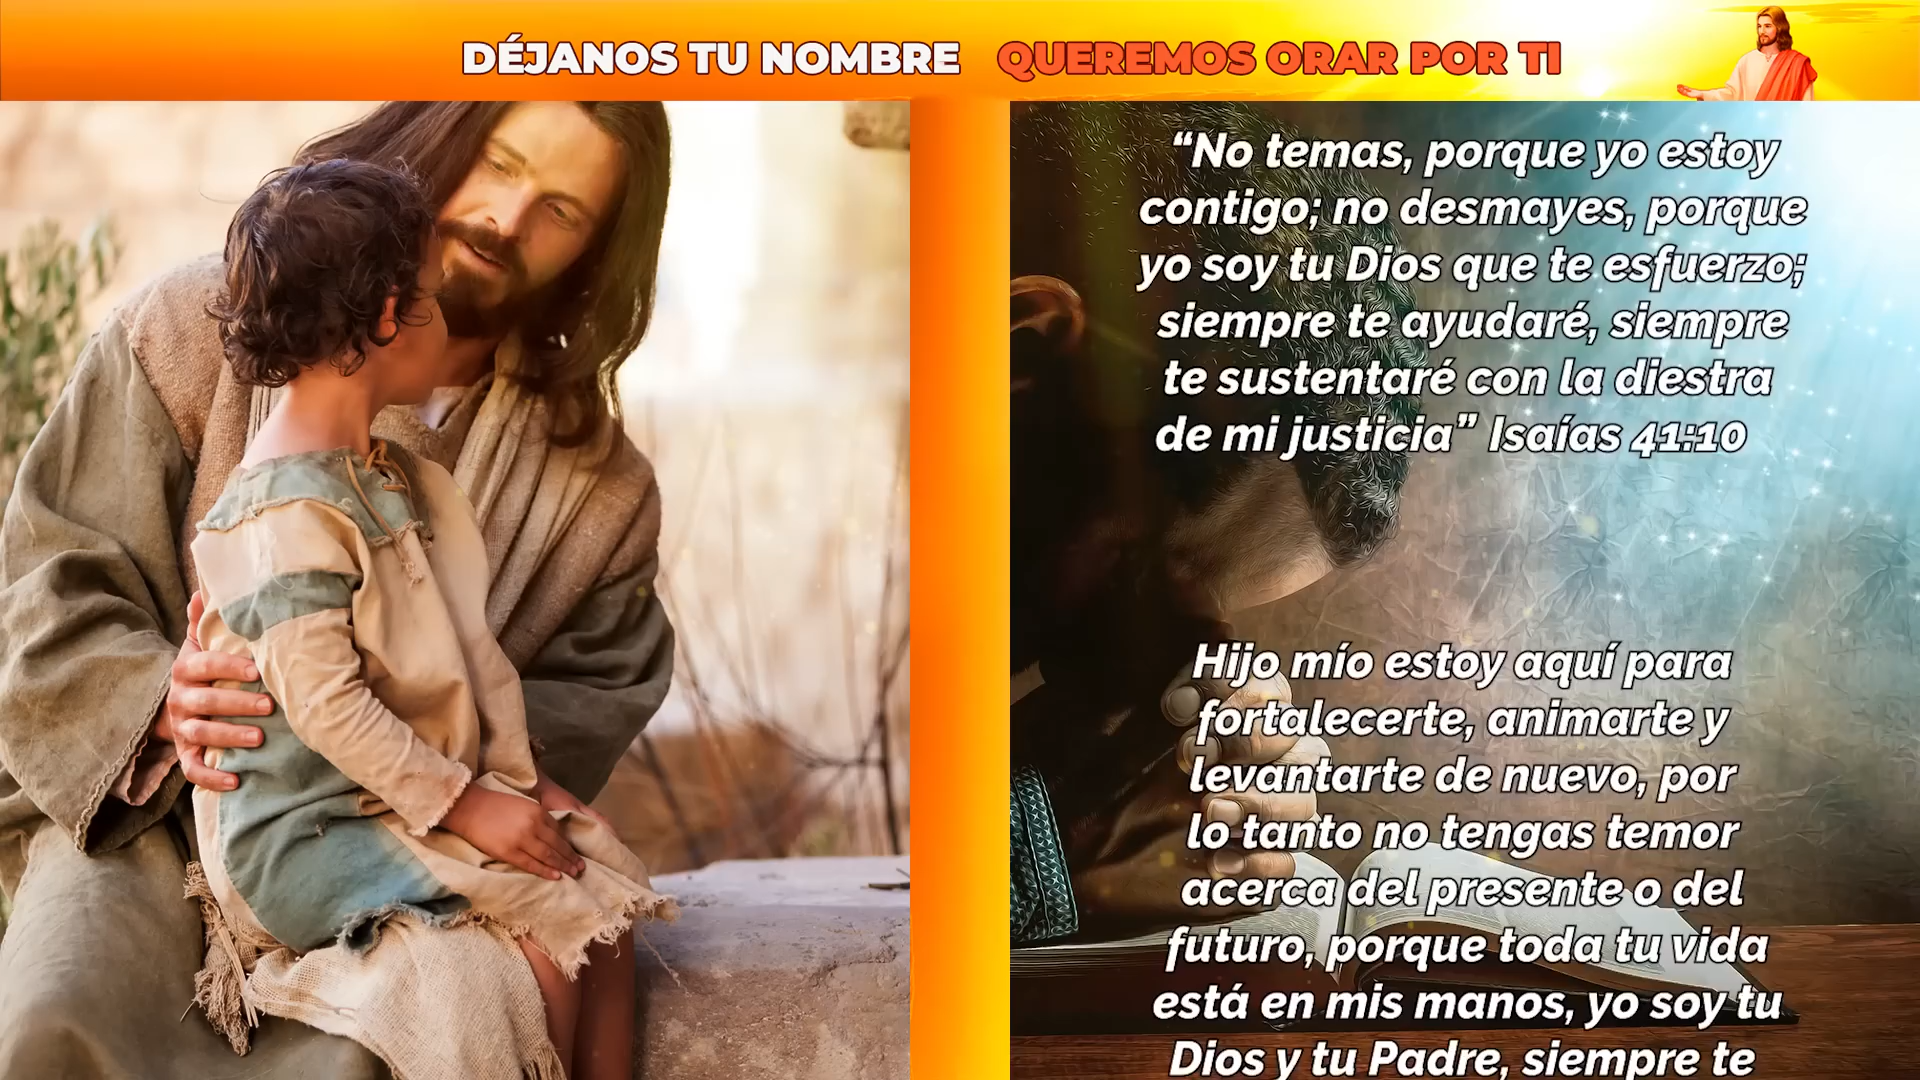 DÉJANOS TU NOMBRE QUEREMOS ORAR POR TI
“No temas, porque yo estoy
contigo; no desmayes, porque
yo soy tu Dios que te esfuerzo;
siempre te ayudaré, siempre
te sustentaré con la diestra
de mi justicia” Isaías 41:10
Hijo mío estoy aquí para
fortalecerte, animarte y
levantarte de nuevo, por
lo tanto no tengas temor
acerca del presente o del
futuro, porque toda tu vida
está en mis manos, yo soy tu
Dios y tu Padre, siempre te